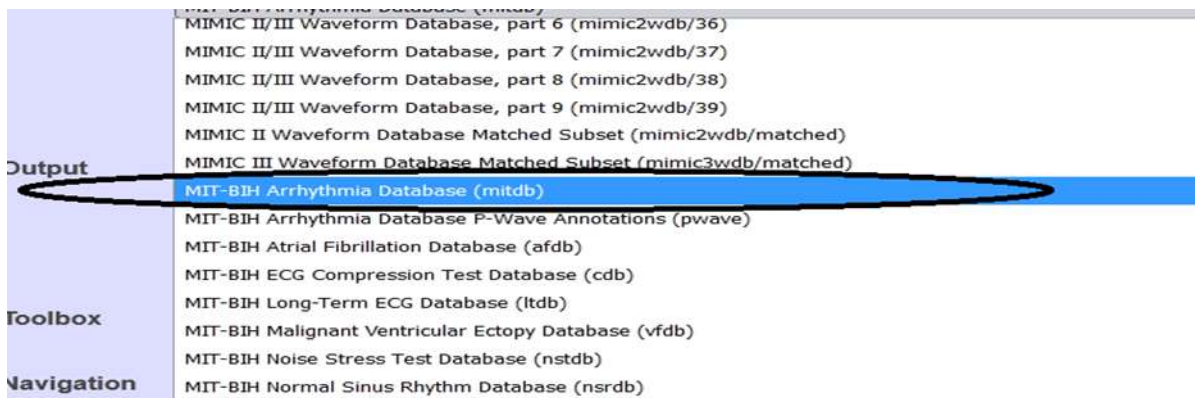 MIT-BIH Arrhythmia Database (mitdb)
MIMIC II/III Waveform Database, part 6 (mimic2wdb/36)
MIMIC II/III Waveform Database, part 7 (mimic2wdb/37)
MIMIC II/III Waveform Database, part 8 (mimic2wdb/38)
MIMIC II/III Waveform Database, part 9 (mimic2wdb/39)
MIMIC II Waveform Database Matched Subset (mimic2wdb/matched)
Output
MIMIC III Waveform Database Matched Subset (mimic3wdb/matched)
MIT-BIH Arrhythmia Database (mitdb)
MIT-BIH Arrhythmia Database P-Wave Annotations (pwave)
MIT-BIH Atrial Fibrillation Database (afdb)
MIT-BIH ECG Compression Test Database (cdb)
MIT-BIH Long-Term ECG Database (ltdb)
Toolbox
MIT-BIH Malignant Ventricular Ectopy Database (vfdb)
MIT-BIH Noise Stress Test Database (nstdb)
Navigation
MIT-BIH Normal Sinus Rhythm Database (nsrdb)